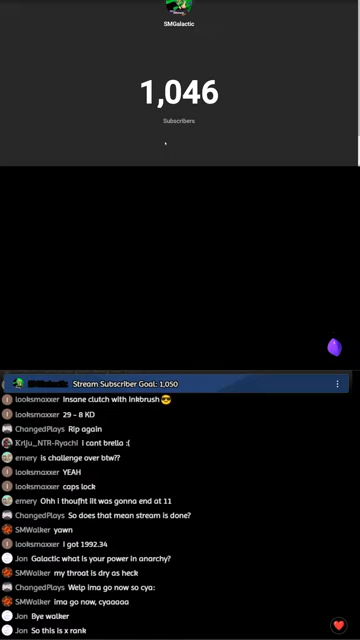 SMGalactic
1,046
Subscribers
Stream Subscriber Goal: 1,050
looksmaxxer Insane clutch with Inkbrush 😎
looksmaxxer 29 - 8 KD
ChangedPlays Rip again
Kriju_NTR-Ryachi I cant brella :(
emery is challenge over btw??
looksmaxxer YEAH
looksmaxxer caps lock
emery Ohh i thoufht iit was gonna end at 11
ChangedPlays So does that mean stream is done?
SMWalker yawn
looksmaxxer I got 1992.34
Jon Galactic what is your power in anarchy?
SMWalker my throat is dry as heck
ChangedPlays Welp ima go now so cya:
SMWalker ima go now, cyaaaaa
Jon Bye walker
Jon So this is x rank